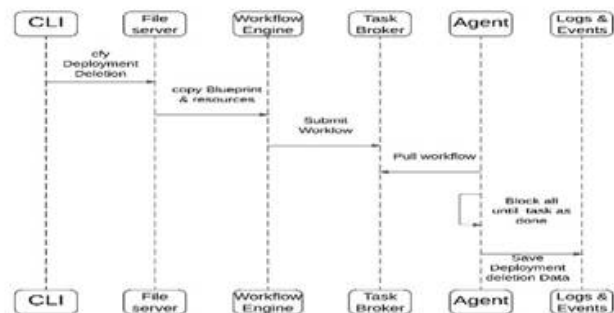 CLI
File
server
Workflow
Engine
Task
Broker
Agent
Logs &
Events
cfy
Deployment
Deletion
copy Blueprint
& resources
Submit
Worklow
Pull workflow
Block all
until task as
done
Save
Deployment
deletion Data
CLI
File
server
Workflow
Engine
Task
Broker
Agent
Logs &
Events